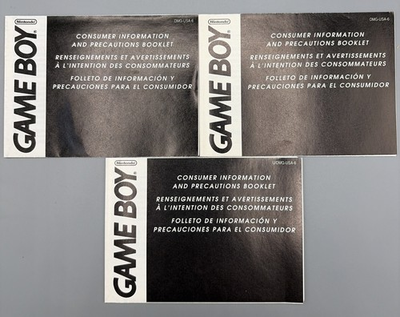 Nintendo
GAME BOY
DMG-USA-6
CONSUMER INFORMATION
AND PRECAUTIONS BOOKLET
RENSEIGNEMENTS ET AVERTISSEMENTS
À L'INTENTION DES CONSOMMATEURS
FOLLETO DE INFORMACIÓN Y
PRECAUCIONES PARA EL CONSUMIDOR
Nintendo
GAME BOY
DMG-USA-6
CONSUMER INFORMATION
AND PRECAUTIONS BOOKLET
RENSEIGNEMENTS ET AVERTISSEMENTS
À L'INTENTION DES CONSOMMATEURS
FOLLETO DE INFORMACIÓN Y
PRECAUCIONES PARA EL CONSUMIDOR
Nintendo
GAME BOY
CONSUMER INFORMATION
AND PRECAUTIONS BOOKLET
RENSEIGNEMENTS ET AVERTISSEMENTS
À L'INTENTION DES CONSOMMATEURS
FOLLETO DE INFORMACIÓN Y
PRECAUCIONES PARA EL CONSUMIDOR